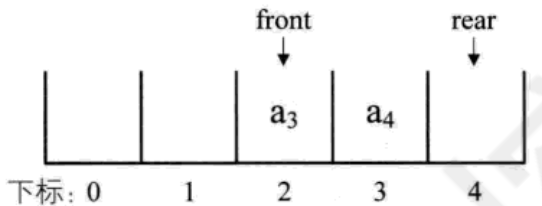 front rear
a₃ a₄
下标: 0 1 2 3 4